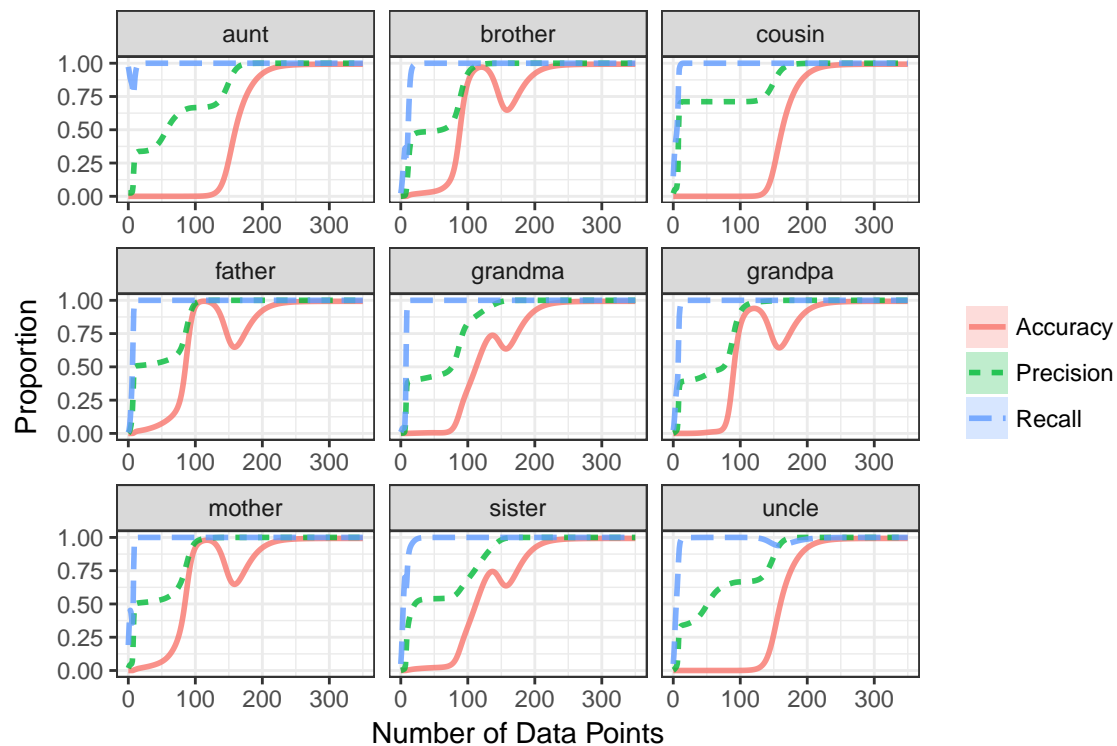 aunt brother cousin
1.00
0.75
0.50
0.25
0.00
0 100 200 300 0 100 200 300 0 100 200 300
father grandma grandpa
1.00
0.75
0.50
0.25
0.00
0 100 200 300 0 100 200 300 0 100 200 300
mother sister uncle
1.00
0.75
0.50
0.25
0.00
0 100 200 300 0 100 200 300 0 100 200 300
Proportion
Number of Data Points
Accuracy
Precision
Recall